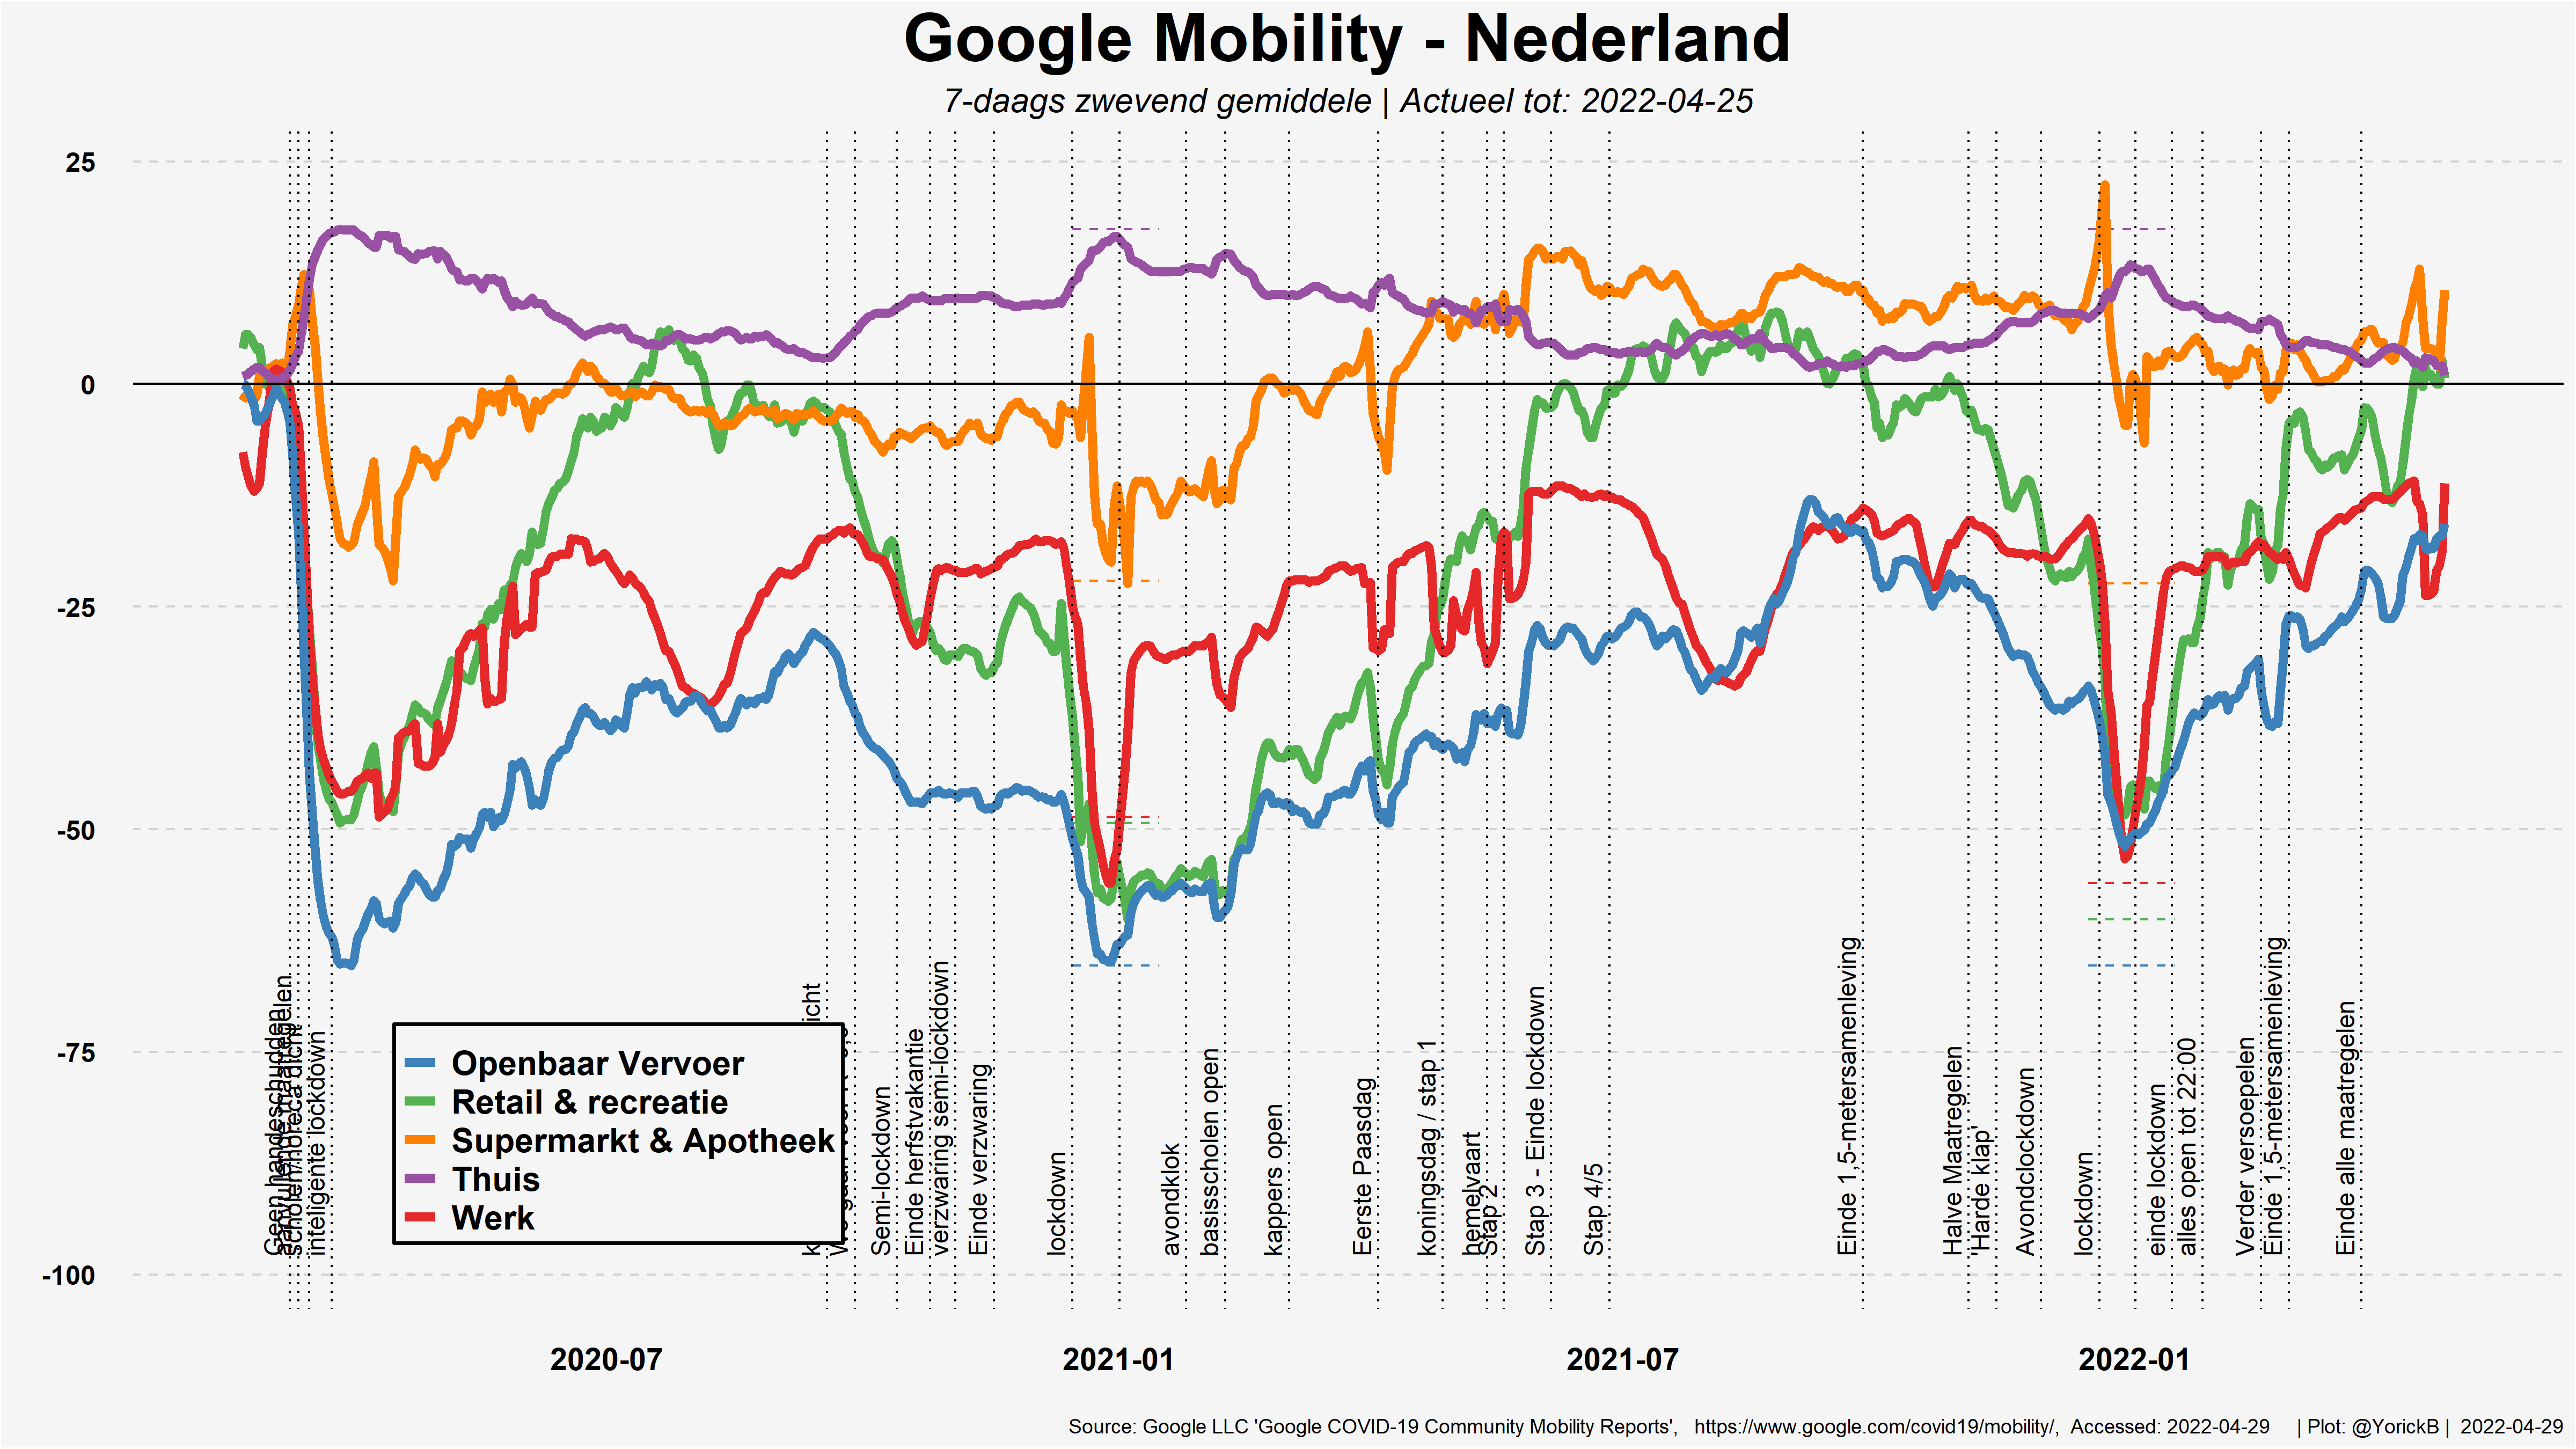 Google Mobility - Nederland
7-daags zwevend gemiddele | Actueel tot: 2022-04-25
25
0
-25
-50
-75
-100
Geen handeschudden
scholen/horeca dicht
inteligente lockdown
icht
Semi-lockdown
Einde herfstvakantie
verzwaring semi-lockdown
Einde verzwaring
lockdown
avondklok
basisscholen open
kappers open
Eerste Paasdag
koningsdag / stap 1
hemelvaart
Stap 2
Stap 3 - Einde lockdown
Stap 4/5
Einde 1,5-metersamenleving
Halve Maatregelen
'Harde klap'
Avondclockdown
lockdown
einde lockdown
alles open tot 22:00
Verder versoepelen
Einde 1,5-metersamenleving
Einde alle maatregelen
Openbaar Vervoer
Retail & recreatie
Supermarkt & Apotheek
Thuis
Werk
2020-07
2021-01
2021-07
2022-01
Source: Google LLC 'Google COVID-19 Community Mobility Reports', https://www.google.com/covid19/mobility/, Accessed: 2022-04-29 | Plot: @YorickB | 2022-04-29